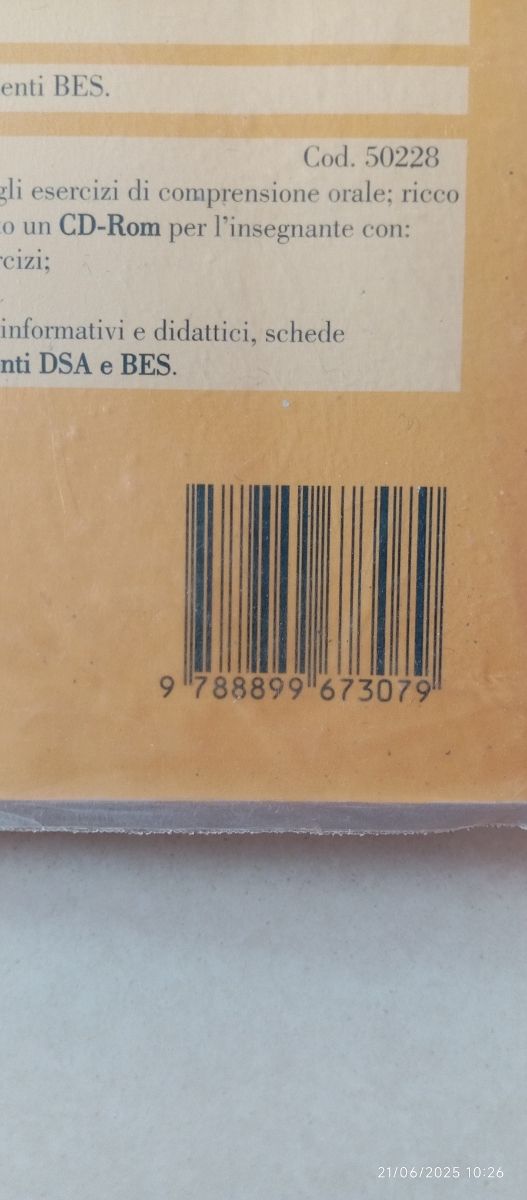 enti BES.
Cod. 50228
gli esercizi di comprensione orale; ricco
o un CD-Rom per l'insegnante con:
rcizi;
informativi e didattici, schede
nti DSA e BES.
9 788899 673079
21/06/2025 10:26